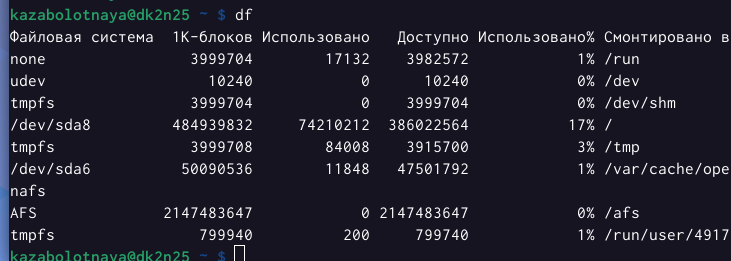 kazabolotnaya@dk2n25 ~ $ df
Файловая система 1K-блоков Использовано Доступно Использовано% Смонтировано в
none 3999704 17132 3982572 1% /run
udev 10240 0 10240 0% /dev
tmpfs 3999704 0 3999704 0% /dev/shm
/dev/sda8 484939832 74210212 386022564 17% /
tmpfs 3999708 84008 3915700 3% /tmp
/dev/sda6 50090536 11848 47501792 1% /var/cache/ope
nafs
AFS 2147483647 0 2147483647 0% /afs
tmpfs 799940 200 799740 1% /run/user/4917
kazabolotnaya@dk2n25 ~ $